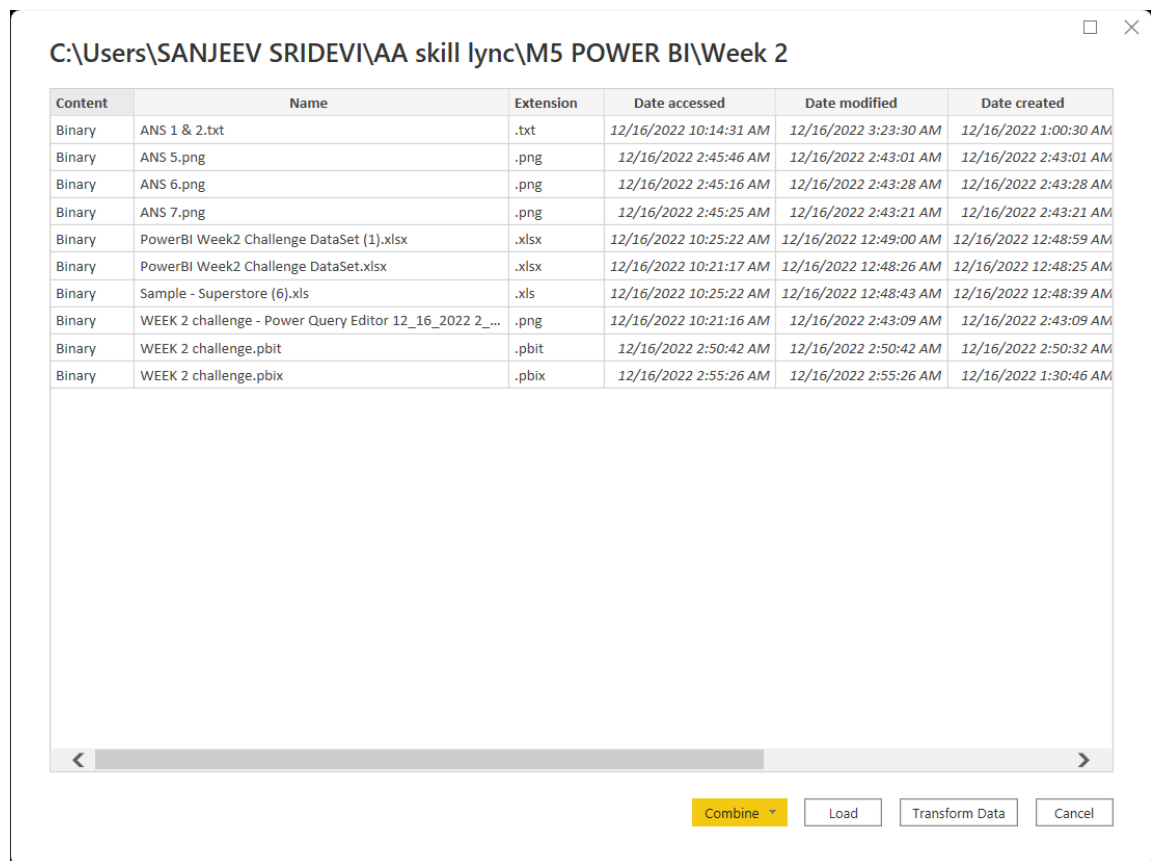 C:\Users\SANJEEV SRIDEVI\AA skill lync\M5 POWER BI\Week 2
Content Name Extension Date accessed Date modified Date created
Binary ANS 1 & 2.txt .txt 12/16/2022 10:14:31 AM 12/16/2022 3:23:30 AM 12/16/2022 1:00:30 AM
Binary ANS 5.png .png 12/16/2022 2:45:46 AM 12/16/2022 2:43:01 AM 12/16/2022 2:43:01 AM
Binary ANS 6.png .png 12/16/2022 2:45:16 AM 12/16/2022 2:43:28 AM 12/16/2022 2:43:28 AM
Binary ANS 7.png .png 12/16/2022 2:45:25 AM 12/16/2022 2:43:21 AM 12/16/2022 2:43:21 AM
Binary PowerBI Week2 Challenge DataSet (1).xlsx .xlsx 12/16/2022 10:25:22 AM 12/16/2022 12:49:00 AM 12/16/2022 12:48:59 AM
Binary PowerBI Week2 Challenge DataSet.xlsx .xlsx 12/16/2022 10:21:17 AM 12/16/2022 12:48:26 AM 12/16/2022 12:48:25 AM
Binary Sample - Superstore (6).xls .xls 12/16/2022 10:25:22 AM 12/16/2022 12:48:43 AM 12/16/2022 12:48:39 AM
Binary WEEK 2 challenge - Power Query Editor 12_16_2022 2_... .png 12/16/2022 10:21:16 AM 12/16/2022 2:43:09 AM 12/16/2022 2:43:09 AM
Binary WEEK 2 challenge.pbit .pbit 12/16/2022 2:50:42 AM 12/16/2022 2:50:42 AM 12/16/2022 2:50:32 AM
Binary WEEK 2 challenge.pbix .pbix 12/16/2022 2:55:26 AM 12/16/2022 2:55:26 AM 12/16/2022 1:30:46 AM
Combine Load Transform Data Cancel